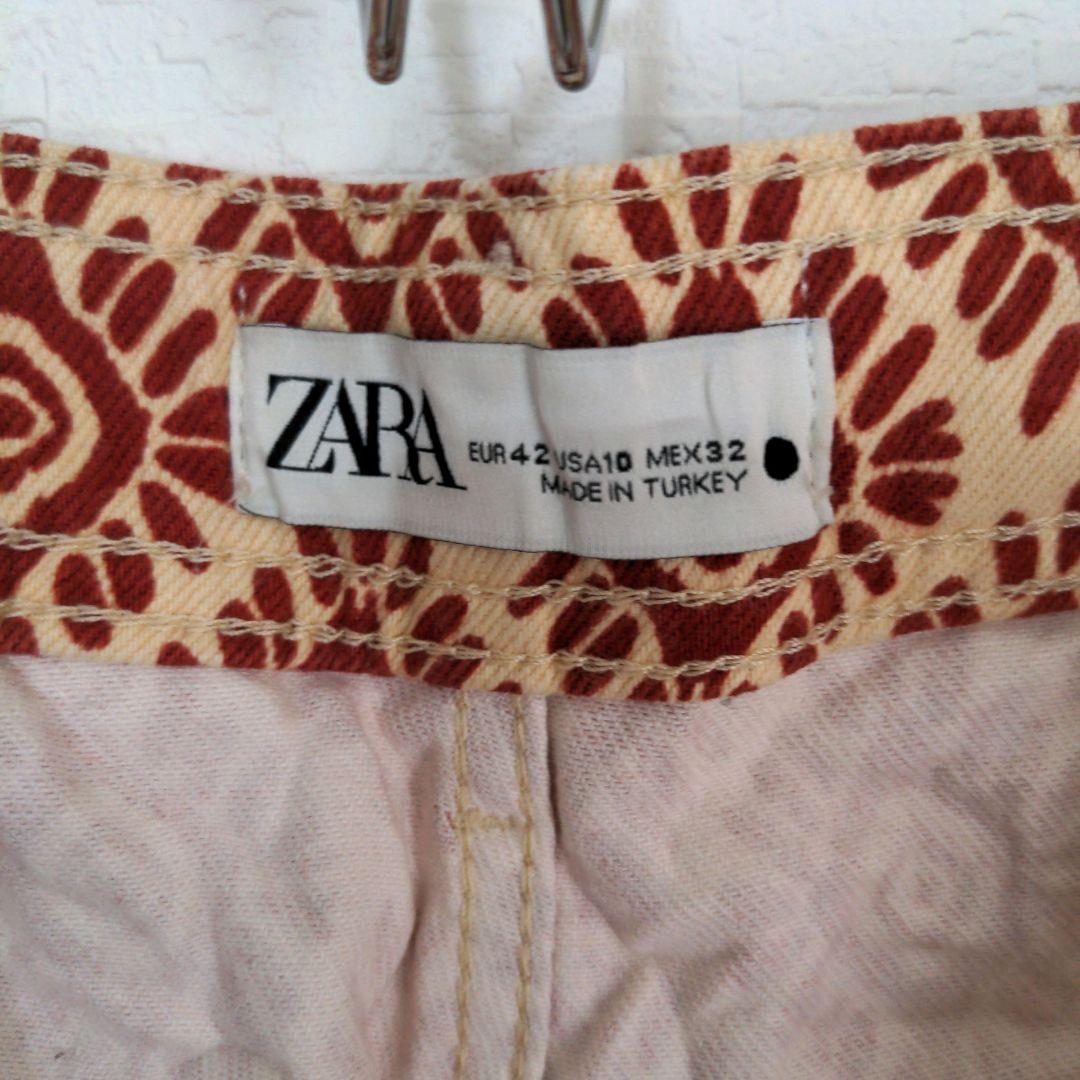 ZARA
EUR 42 USA 10 MEX 32
MADE IN TURKEY